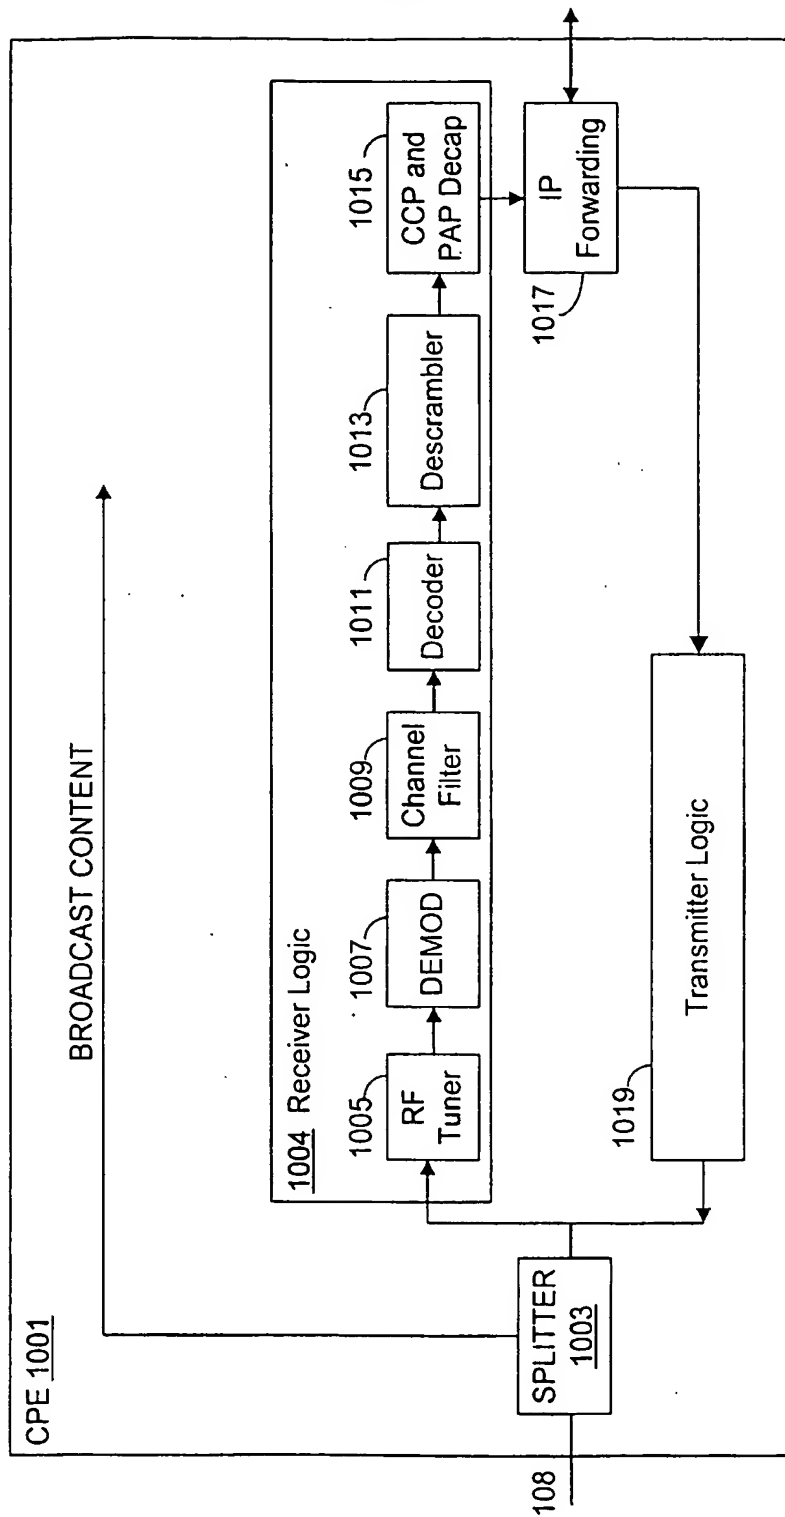 CPE 1001
BROADCAST CONTENT
1004 Receiver Logic
1005
RF
Tuner
1007
DEMOD
1009
Channel
Filter
1011
Decoder
1013
Descrambler
1015
CCP and
PAP Decap
108
SPLITTER
1003
IP
Forwarding
1017
1019
Transmitter Logic